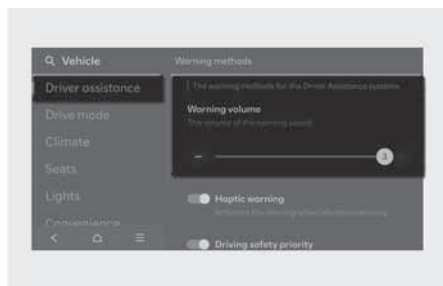 Vehicle
Warning methods
Driver assistance
The warning methods for the Driver Assistance systems
Warning volume
Drive mode
The volume of the warning sound
Climate
3
Seats
Lights
Haptic warning
Convenience
Driving safety priority